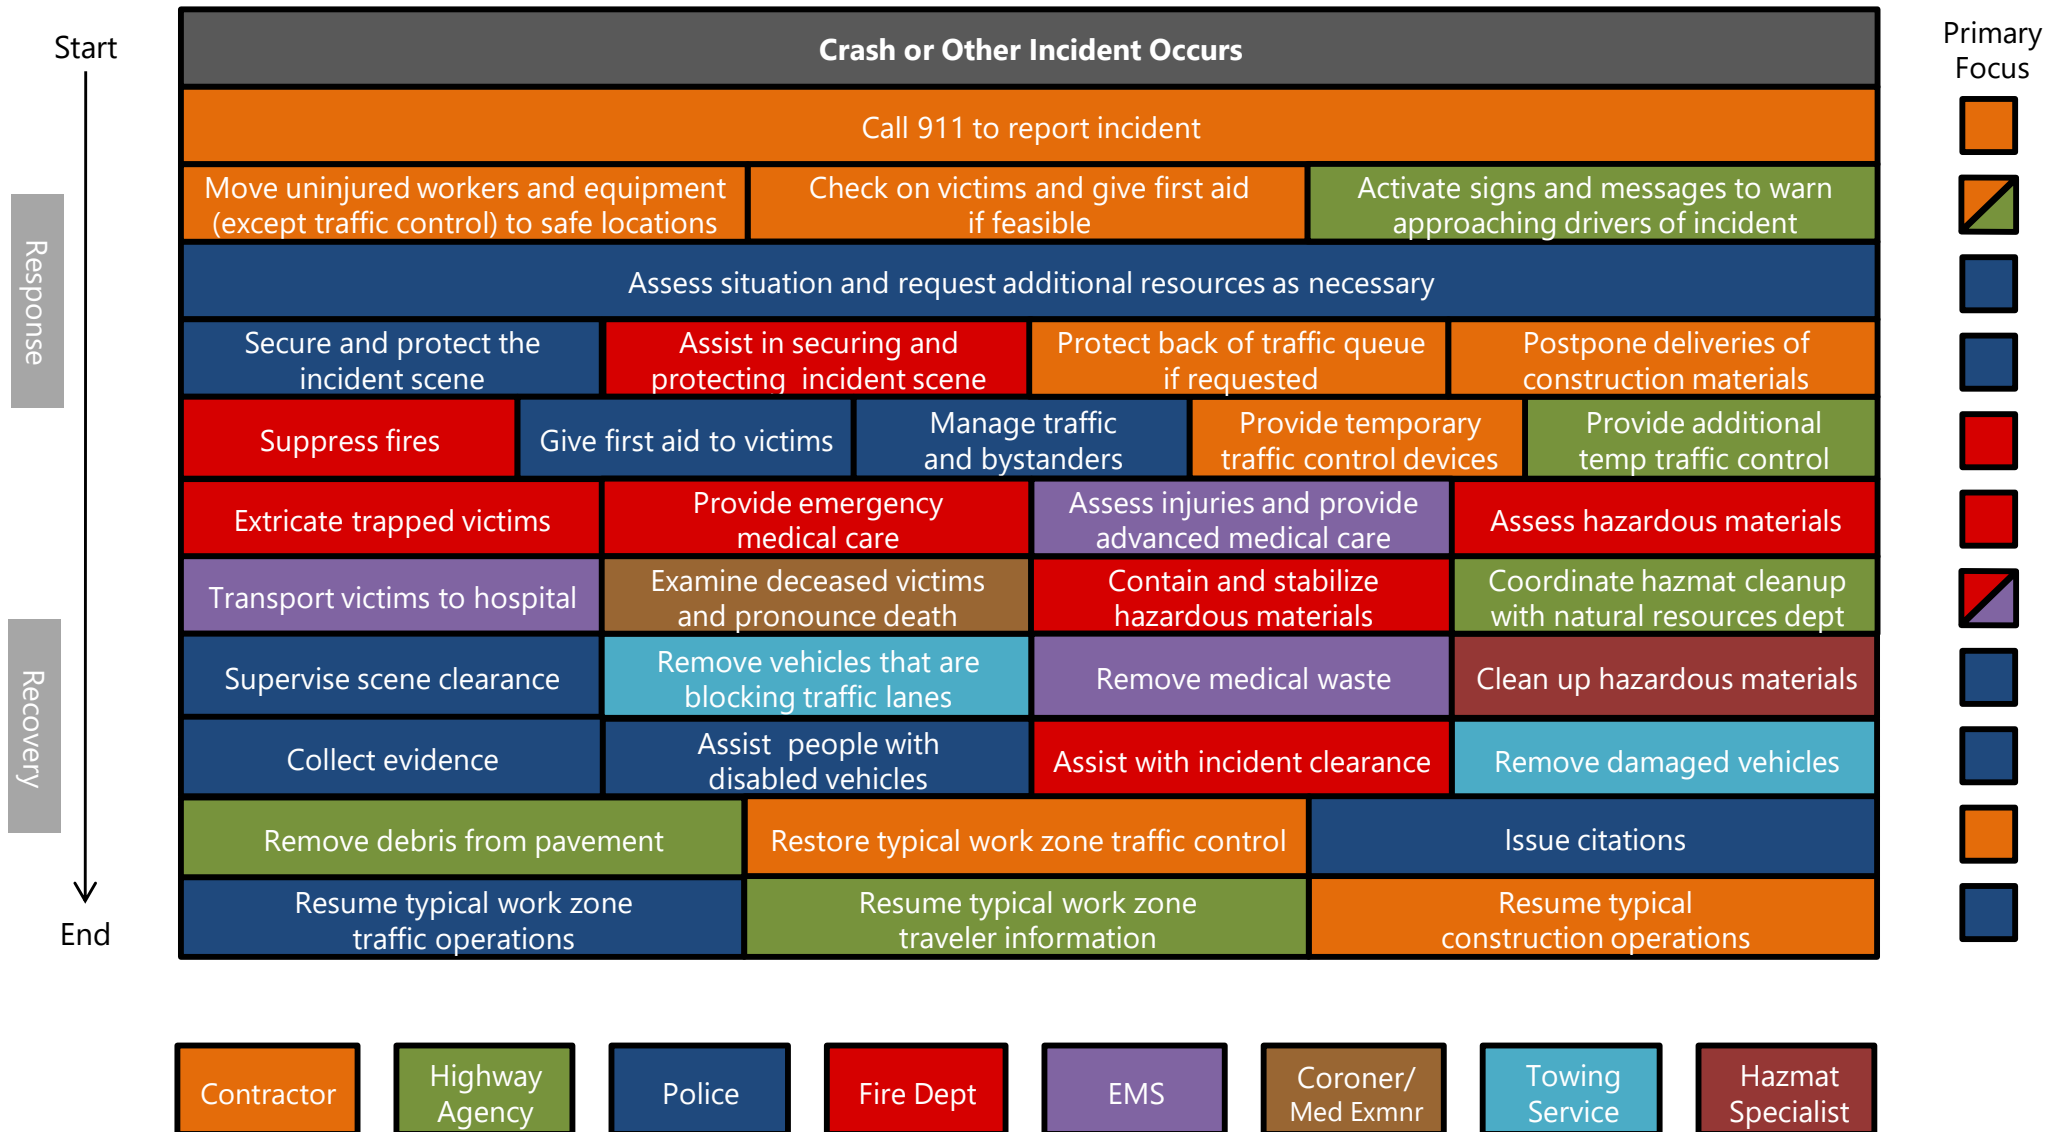 Start
Crash or Other Incident Occurs
Primary
Focus
Call 911 to report incident
Move uninjured workers and equipment
(except traffic control) to safe locations
Check on victims and give first aid
if feasible
Activate signs and messages to warn
approaching drivers of incident
Response
Assess situation and request additional resources as necessary
Secure and protect the
incident scene
Assist in securing and
protecting incident scene
Protect back of traffic queue
if requested
Postpone deliveries of
construction materials
Suppress fires
Give first aid to victims
Manage traffic
and bystanders
Provide temporary
traffic control devices
Provide additional
temp traffic control
Extricate trapped victims
Provide emergency
medical care
Assess injuries and provide
advanced medical care
Assess hazardous materials
Transport victims to hospital
Examine deceased victims
and pronounce death
Contain and stabilize
hazardous materials
Coordinate hazmat cleanup
with natural resources dept
Recovery
Supervise scene clearance
Remove vehicles that are
blocking traffic lanes
Remove medical waste
Clean up hazardous materials
Collect evidence
Assist people with
disabled vehicles
Assist with incident clearance
Remove damaged vehicles
Remove debris from pavement
Restore typical work zone traffic control
Issue citations
Resume typical work zone
traffic operations
Resume typical work zone
traveler information
Resume typical
construction operations
End
Contractor
Highway
Agency
Police
Fire Dept
EMS
Coroner/
Med Exmnr
Towing
Service
Hazmat
Specialist